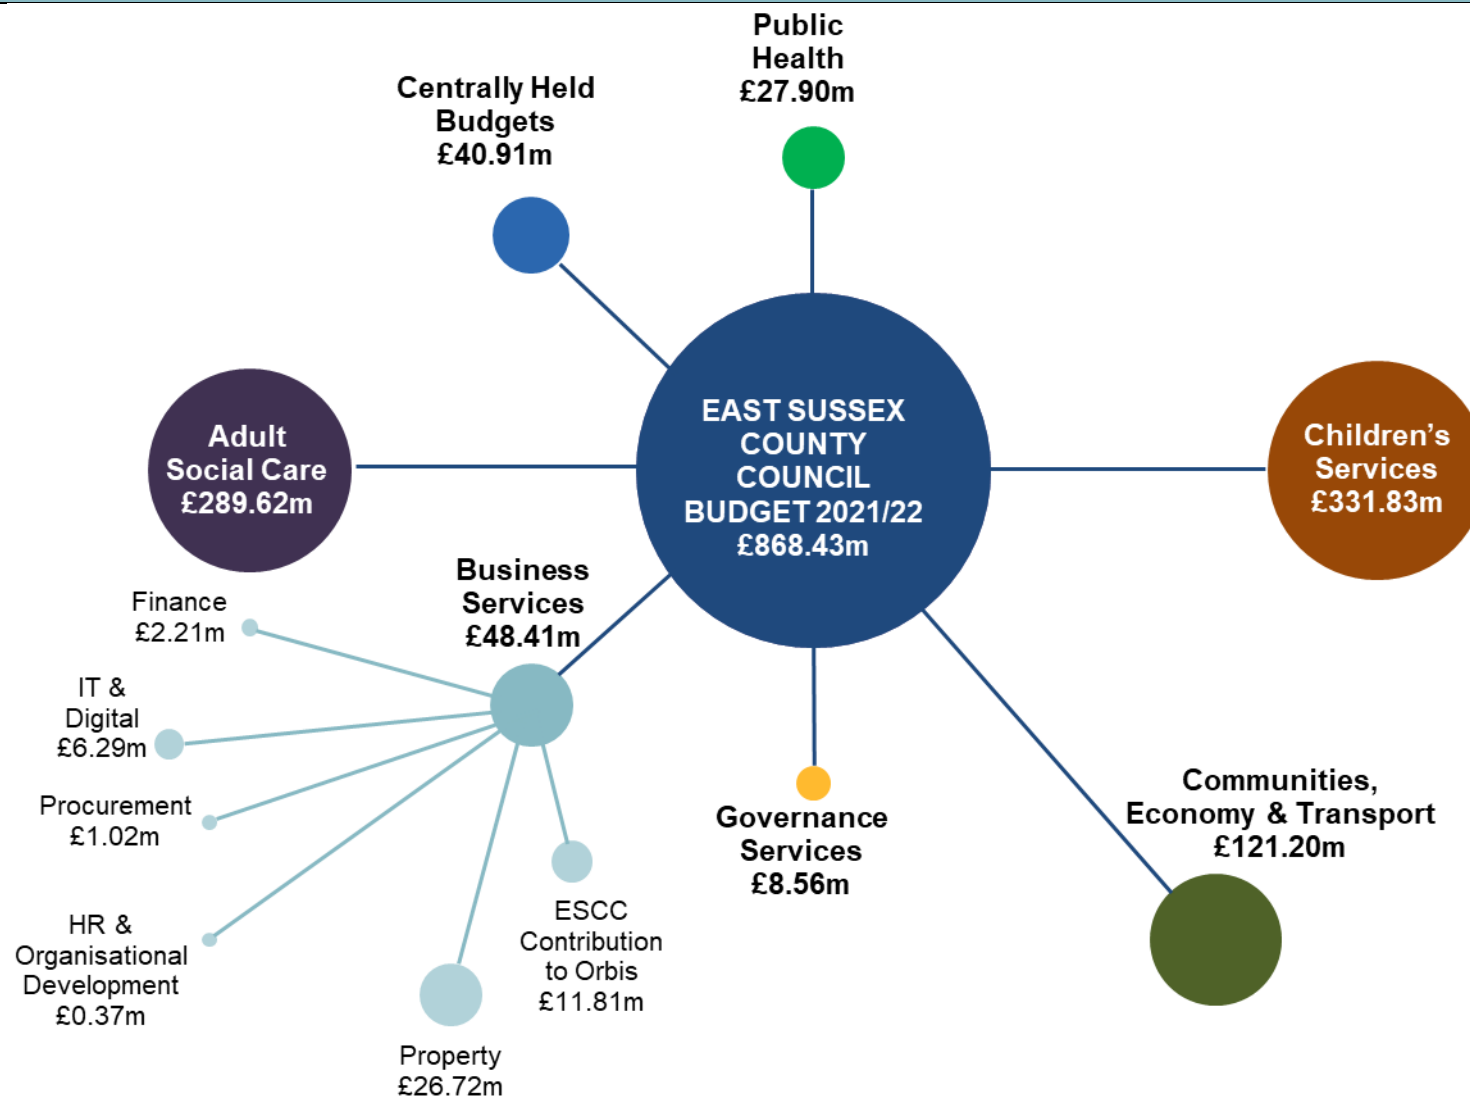 Public
Health
£27.90m
Centrally Held
Budgets
£40.91m
EAST SUSSEX
COUNTY
COUNCIL
BUDGET 2021/22
£868.43m
Adult
Social Care
£289.62m
Children’s
Services
£331.83m
Business
Services
£48.41m
Finance
£2.21m
IT &
Digital
£6.29m
Procurement
£1.02m
HR &
Organisational
Development
£0.37m
Property
£26.72m
ESCC
Contribution
to Orbis
£11.81m
Governance
Services
£8.56m
Communities,
Economy & Transport
£121.20m